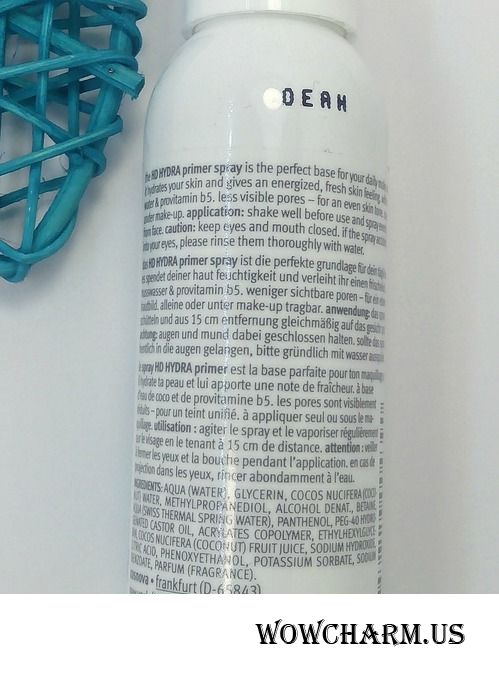 OEAH
the HD HYDRA primer spray is the perfect base for your daily
hydrates your skin and gives an energized, fresh skin feeling.
water & provitamin b5. less visible pores – for an even skin
under make-up. application: shake well before use and spray
from face. caution: keep eyes and mouth closed. if the spray
into your eyes, please rinse them thoroughly with water.
das HD HYDRA primer spray ist die perfekte grundlage für dein
es spendet deiner haut feuchtigkeit und verleiht ihr einen
& provitamin b5. weniger sichtbare poren – für ein
hautbild. alleine oder unter make-up tragbar. anwendung:
schütteln und aus 15 cm entfernung gleichmäßig auf das gesicht
achtung: augen und mund dabei geschlossen halten. sollte das
in die augen gelangen, bitte gründlich mit wasser
spray HD HYDRA primer est la base parfaite pour ton maquillage
hydrate ta peau et lui apporte une note de fraîcheur. à base
d'eau de coco et de provitamine b5. les pores sont visiblement
réduits – pour un teint unifié. à appliquer seul ou sous le ma-
quillage. utilisation : agiter le spray et le vaporiser régulièrement
sur le visage en le tenant à 15 cm de distance. attention : veiller
à fermer les yeux et la bouche pendant l'application. en cas de
projection dans les yeux, rincer abondamment à l'eau.
INGREDIENTS: AQUA (WATER), GLYCERIN, COCOS NUCIFERA (COCONUT)
WATER, METHYLPROPANEDIOL, ALCOHOL DENAT., BETAINE,
AQUA (SWISS THERMAL SPRING WATER), PANTHENOL, PEG-40
CASTOR OIL, ACRYLATES COPOLYMER, ETHYLHEXYLGLYCERIN,
COCOS NUCIFERA (COCONUT) FRUIT JUICE, SODIUM HYDROXIDE,
CITRIC ACID, PHENOXYETHANOL, POTASSIUM SORBATE, SODIUM
BENZOATE, PARFUM (FRAGRANCE).
cosnova • frankfurt (D-65843)
WOWCHARM.US